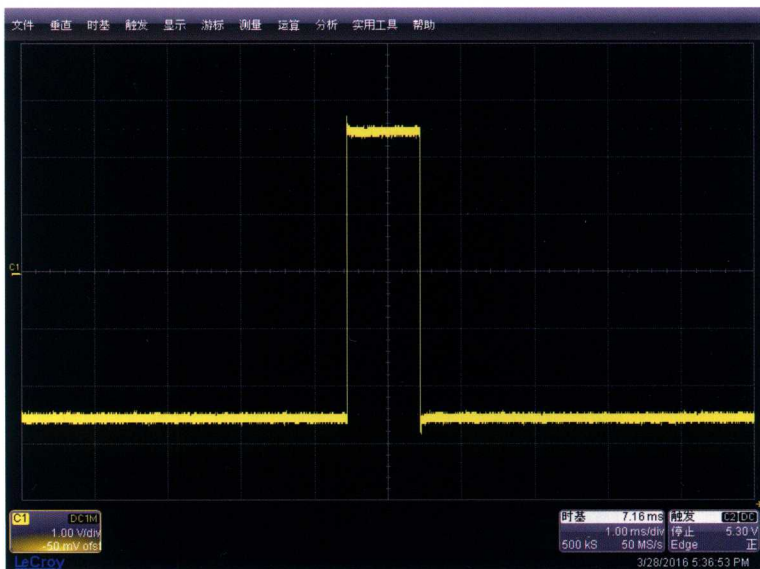 文件 垂直 时基 触发 显示 游标 测量 运算 分析 实用工具 帮助
C1
C1 DC1M
1.00 V/div
-50 mV ofst
时基 7.16 ms
1.00 ms/div
500 kS 50 MS/s
触发 C2 DC
停止 5.30 V
Edge 正
LeCroy
3/28/2016 5:36:53 PM